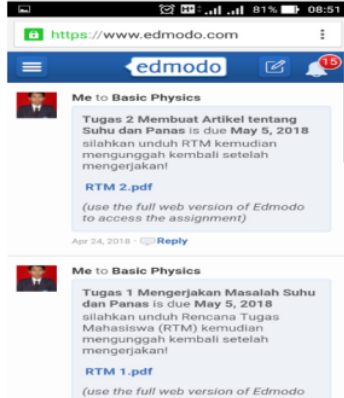 81% 08:51
https://www.edmodo.com
edmodo 15
Me to Basic Physics
Tugas 2 Membuat Artikel tentang
Suhu dan Panas is due May 5, 2018
silahkan unduh RTM kemudian
mengunggah kembali setelah
mengerjakan!
RTM 2.pdf
(use the full web version of Edmodo
to access the assignment)
Apr 24, 2018 · Reply
Me to Basic Physics
Tugas 1 Mengerjakan Masalah Suhu
dan Panas is due May 5, 2018
silahkan unduh Rencana Tugas
Mahasiswa (RTM) kemudian
mengunggah kembali setelah
mengerjakan!
RTM 1.pdf
(use the full web version of Edmodo